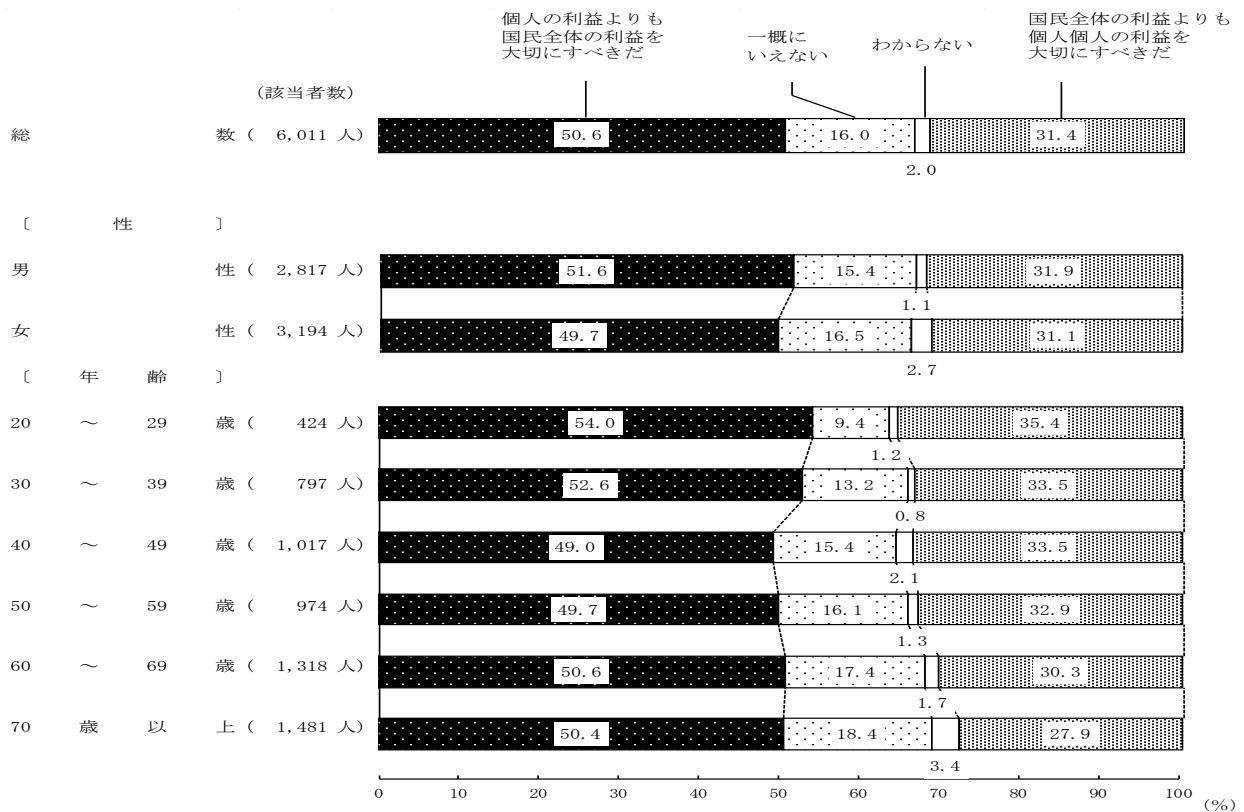 個人の利益よりも
国民全体の利益を
大切にすべきだ
一概に
いえない
わからない
国民全体の利益よりも
個人個人の利益を
大切にすべきだ
(該当者数)
総 数 ( 6,011 人) 50.6 16.0 31.4
2.0
〔 性 〕
男 性 ( 2,817 人) 51.6 15.4 31.9
1.1
女 性 ( 3,194 人) 49.7 16.5 31.1
2.7
〔 年 齢 〕
20 ～ 29 歳 ( 424 人) 54.0 9.4 35.4
1.2
30 ～ 39 歳 ( 797 人) 52.6 13.2 33.5
0.8
40 ～ 49 歳 ( 1,017 人) 49.0 15.4 33.5
2.1
50 ～ 59 歳 ( 974 人) 49.7 16.1 32.9
1.3
60 ～ 69 歳 ( 1,318 人) 50.6 17.4 30.3
1.7
70 歳 以 上 ( 1,481 人) 50.4 18.4 27.9
3.4
0 10 20 30 40 50 60 70 80 90 100
(%)